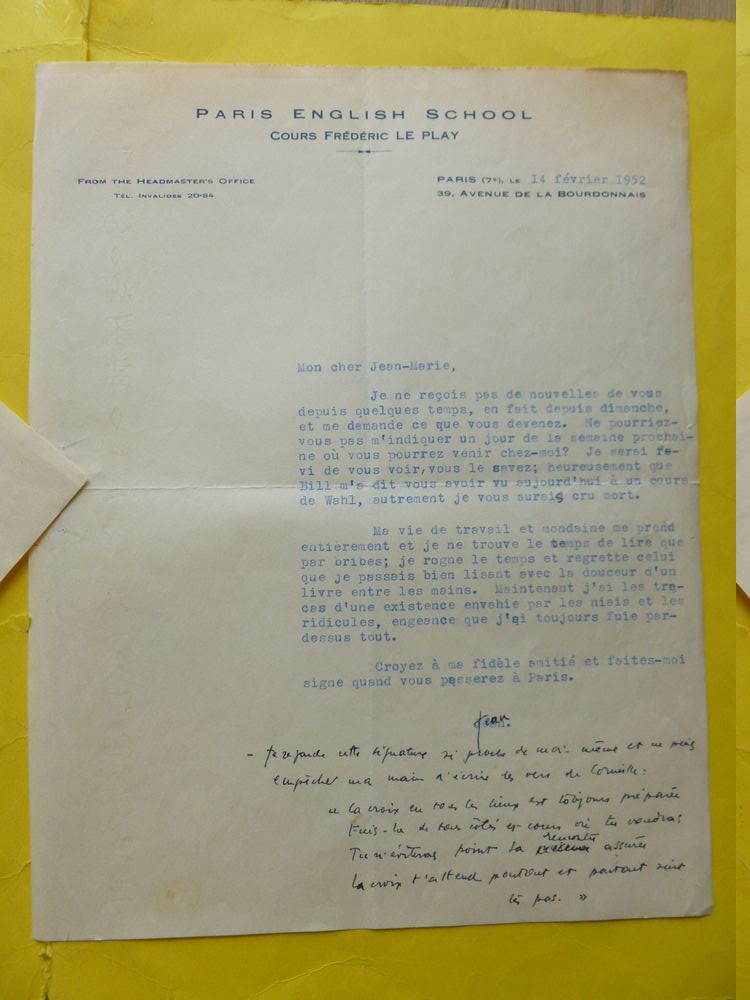 PARIS ENGLISH SCHOOL
COURS FRÉDÉRIC LE PLAY
FROM THE HEADMASTER'S OFFICE
TÉL. INVALIDES 20-84
PARIS (7e), LE 14 février 1952
39, AVENUE DE LA BOURDONNAIS
Mon cher Jean-Marie,
Je ne reçois pas de nouvelles de vous
depuis quelques temps, en fait depuis dimanche,
et me demande ce que vous devenez. Ne pourriez-
vous pas m'indiquer un jour de la semaine prochai-
ne où vous pourrez venir chez-moi? Je serai ra-
vi de vous voir, vous le savez; heureusement que
Bill m'a dit vous avoir vu aujourd'hui à un cours
de Wahl, autrement je vous aurais cru mort.
Ma vie de travail et mondaine me prend
entièrement et je ne trouve le temps de lire que
par bribes; je rogne le temps et regrette celui
que je passais bien lisant avec la douceur d'un
livre entre les mains. Maintenant j'ai les tra-
cas d'une existence envahie par les niais et les
ridicules, engeance que j'ai toujours fuie par-
dessus tout.
Croyez à ma fidèle amitié et faites-moi
signe quand vous passerez à Paris.
Jean
- Je regarde cette signature si proche de moi-même et ne puis
empêcher ma main d'écrire les vers de Corneille :
« La croix en tous les lieux est toûjours préparée
Fuis-la de tous côtés et cours où tu voudras
Tu n'éviteras point sa remontre assurée
La croix t'attend partout et partout suit
tes pas. »